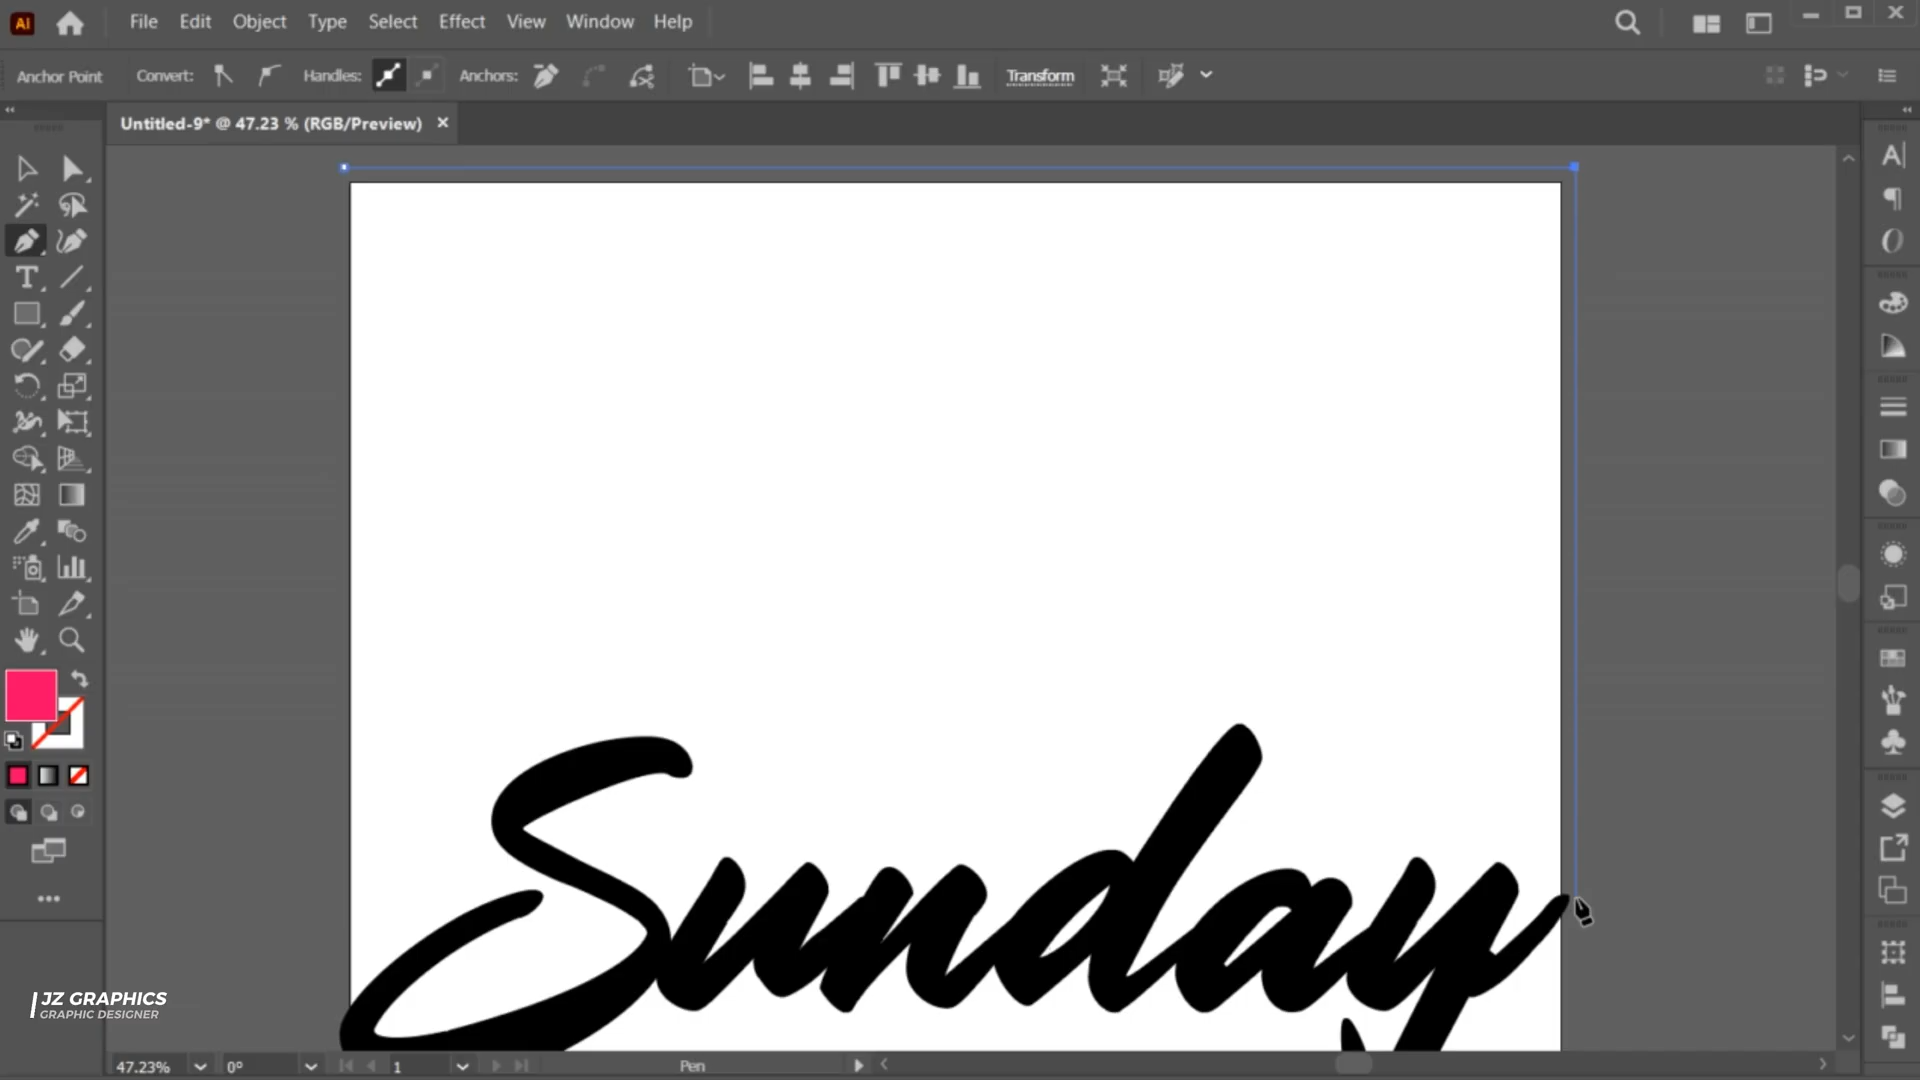 Ai File Edit Object Type Select Effect View Window Help
Anchor Point Convert: Handles: Anchors: Transform
Untitled-9* @ 47.23 % (RGB/Preview) ×
Sunday
JZ GRAPHICS
GRAPHIC DESIGNER
47.23% 0° 1 Pen